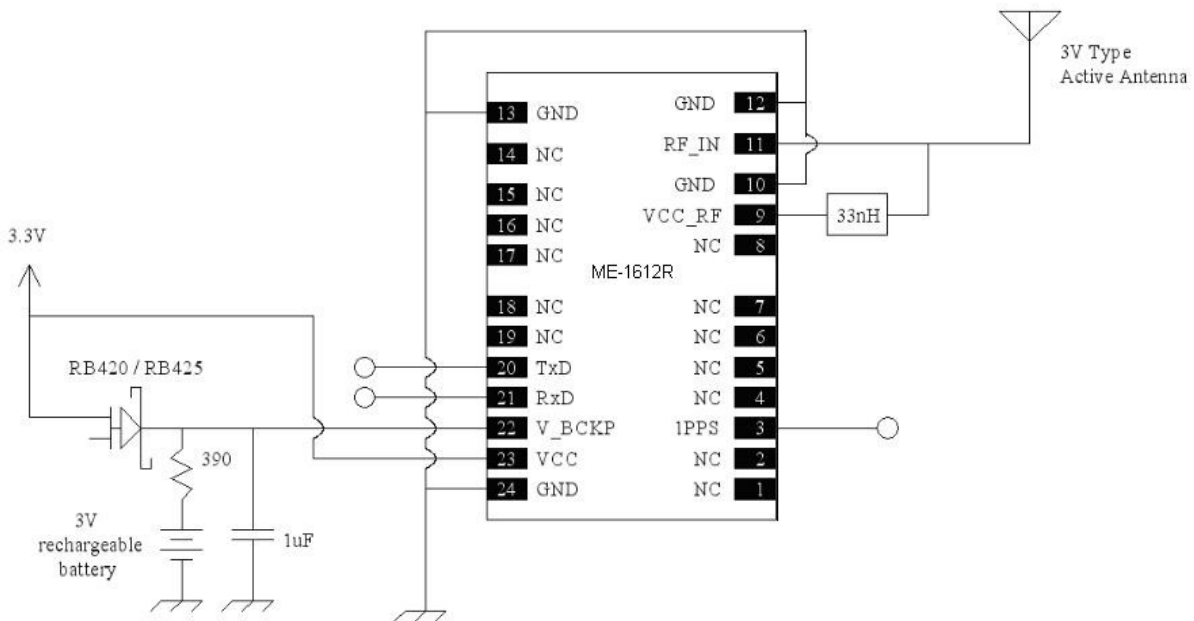 3V Type
Active Antenna
13 GND
14 NC
15 NC
16 NC
17 NC
18 NC
19 NC
20 TxD
21 RxD
22 V_BCKP
23 VCC
24 GND
GND 12
RF_IN 11
GND 10
VCC_RF 9
NC 8
NC 7
NC 6
NC 5
NC 4
1PPS 3
NC 2
NC 1
ME-1612R
33nH
3.3V
RB420 / RB425
390
3V
rechargeable
battery
1uF